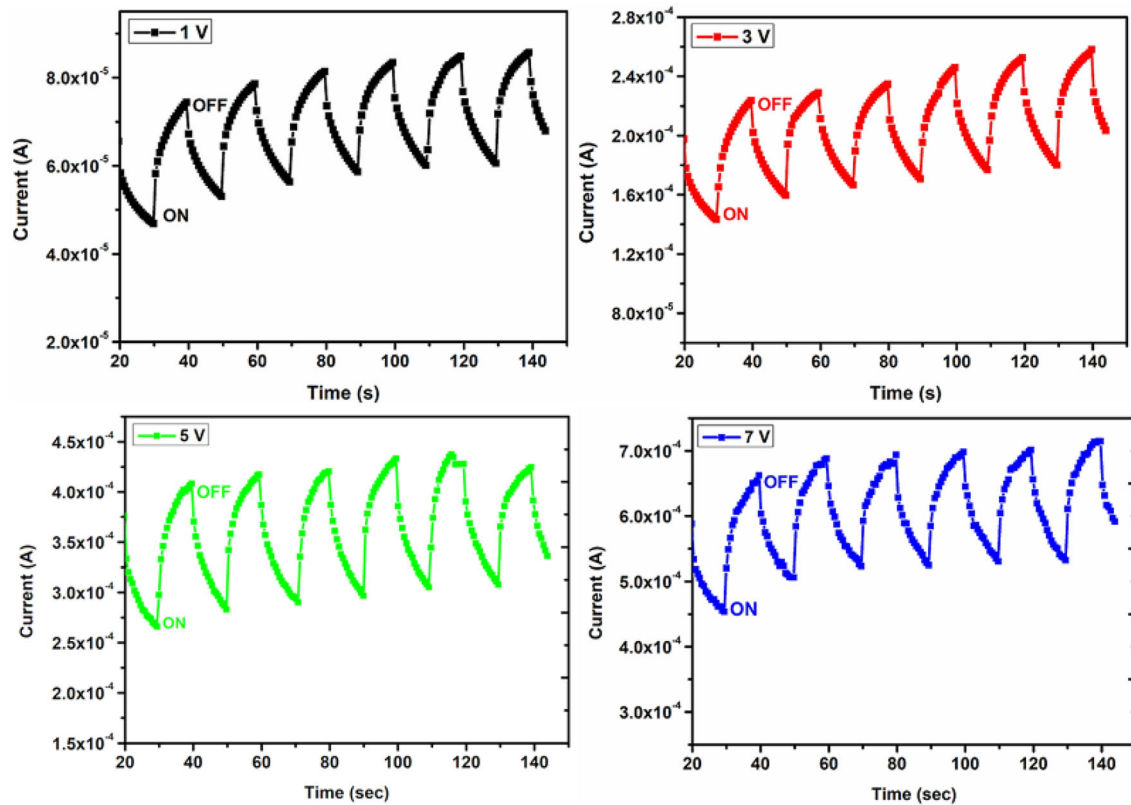 1 V
8.0x10⁻⁵
6.0x10⁻⁵
4.0x10⁻⁵
2.0x10⁻⁵
Current (A)
OFF
ON
20 40 60 80 100 120 140
Time (s)
3 V
2.8x10⁻⁴
2.4x10⁻⁴
2.0x10⁻⁴
1.6x10⁻⁴
1.2x10⁻⁴
8.0x10⁻⁵
Current (A)
OFF
ON
20 40 60 80 100 120 140
Time (s)
5 V
4.5x10⁻⁴
4.0x10⁻⁴
3.5x10⁻⁴
3.0x10⁻⁴
2.5x10⁻⁴
2.0x10⁻⁴
1.5x10⁻⁴
Current (A)
OFF
ON
20 40 60 80 100 120 140
Time (sec)
7 V
7.0x10⁻⁴
6.0x10⁻⁴
5.0x10⁻⁴
4.0x10⁻⁴
3.0x10⁻⁴
Current (A)
OFF
ON
20 40 60 80 100 120 140
Time (sec)